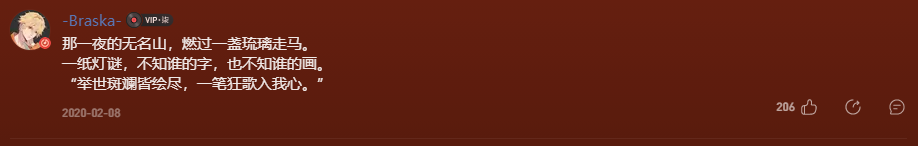 -Braska- VIP·柒
那一夜的无名山，燃过一盏琉璃走马。
一纸灯谜，不知谁的字，也不知谁的画。
“举世斑斓皆绘尽，一笔狂歌入我心。”
2020-02-08
206